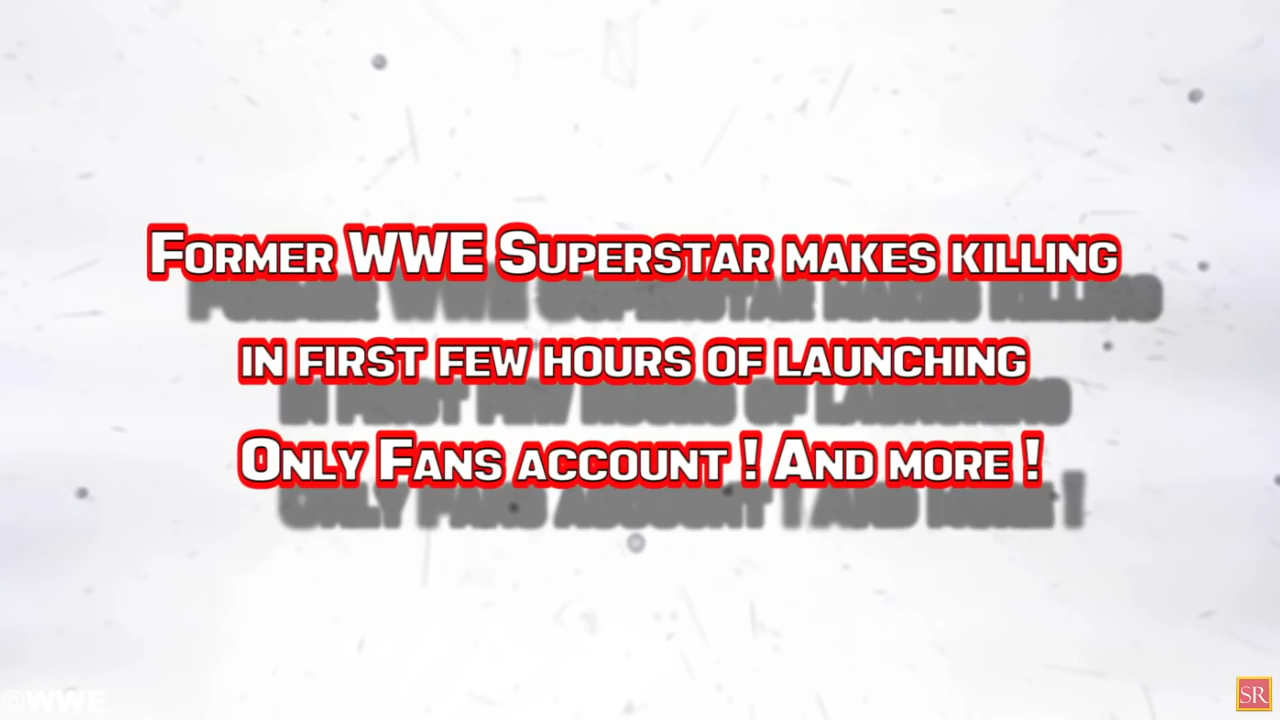 Former WWE Superstar makes killing
in first few hours of launching
Only Fans account ! And more !
@WWE
SR